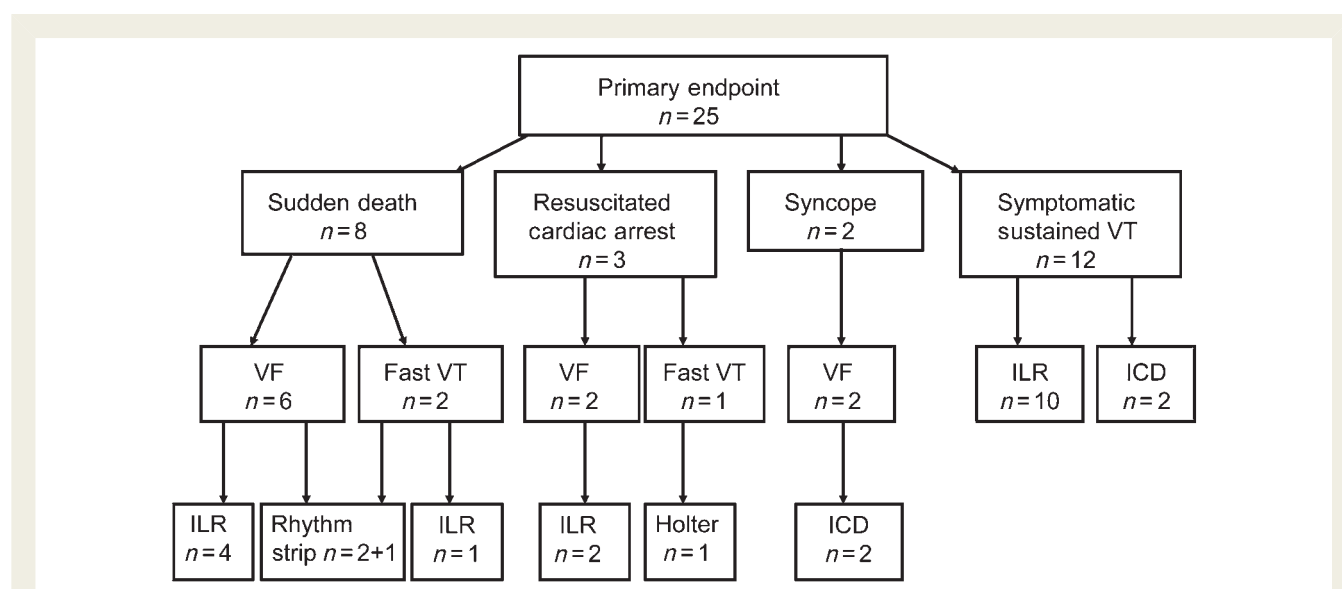 Primary endpoint
n=25
Sudden death
n=8
Resuscitated
cardiac arrest
n=3
Syncope
n=2
Symptomatic
sustained VT
n=12
VF
n=6
Fast VT
n=2
VF
n=2
Fast VT
n=1
VF
n=2
ILR
n=10
ICD
n=2
ILR
n=4
Rhythm
strip n=2+1
ILR
n=1
ILR
n=2
Holter
n=1
ICD
n=2